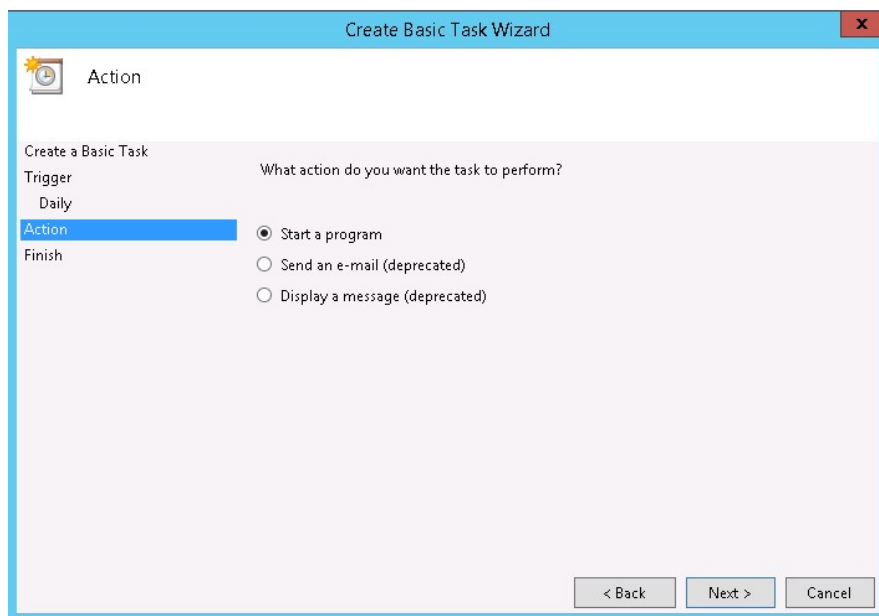 Create Basic Task Wizard
x
Action
Create a Basic Task
Trigger
Daily
Action
Finish
What action do you want the task to perform?
Start a program
Send an e-mail (deprecated)
Display a message (deprecated)
< Back
Next >
Cancel